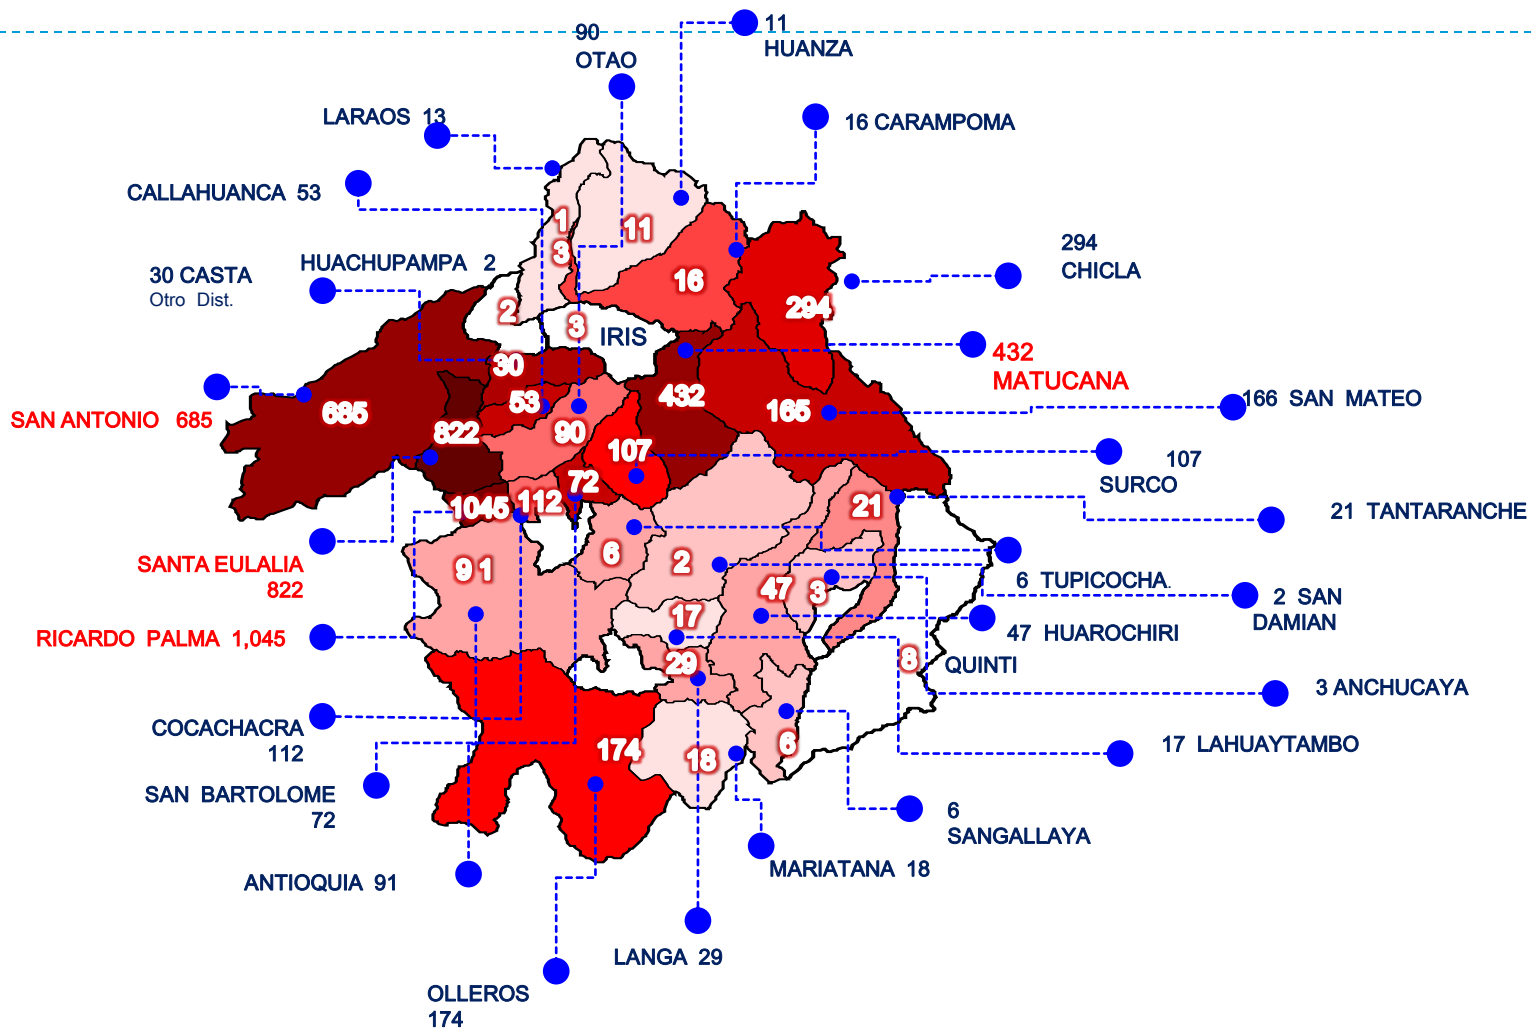 90
OTAO
11
HUANZA
LARAOS 13
16 CARAMPOMA
CALLAHUANCA 53
294
CHICLA
HUACHUPAMPA 2
30 CASTA
Otro Dist.
1
3
11
16
294
2
3
IRIS
432
MATUCANA
30
53
432
165
166 SAN MATEO
SAN ANTONIO 685
685
822
90
107
107
SURCO
72
1045
112
21
21 TANTARANCHE
SANTA EULALIA
822
9 1
6
2
47
3
6 TUPICOCHA.
2 SAN
DAMIAN
17
47 HUAROCHIRI
RICARDO PALMA 1,045
29
8
QUINTI
3 ANCHUCAYA
COCACHACRA
112
174
18
6
17 LAHUAYTAMBO
SAN BARTOLOME
72
6
SANGALLAYA
MARIATANA 18
ANTIOQUIA 91
LANGA 29
OLLEROS
174